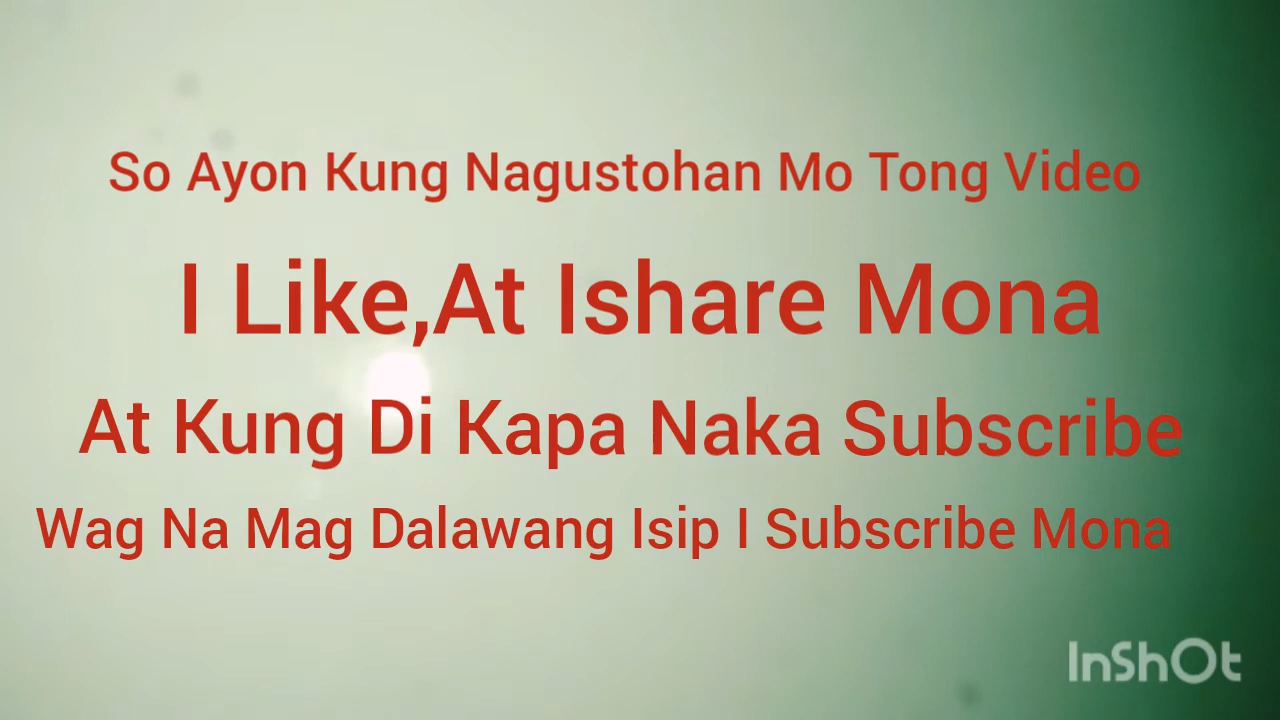 So Ayon Kung Nagustohan Mo Tong Video
I Like,At Ishare Mona
At Kung Di Kapa Naka Subscribe
Wag Na Mag Dalawang Isip I Subscribe Mona
InShOt